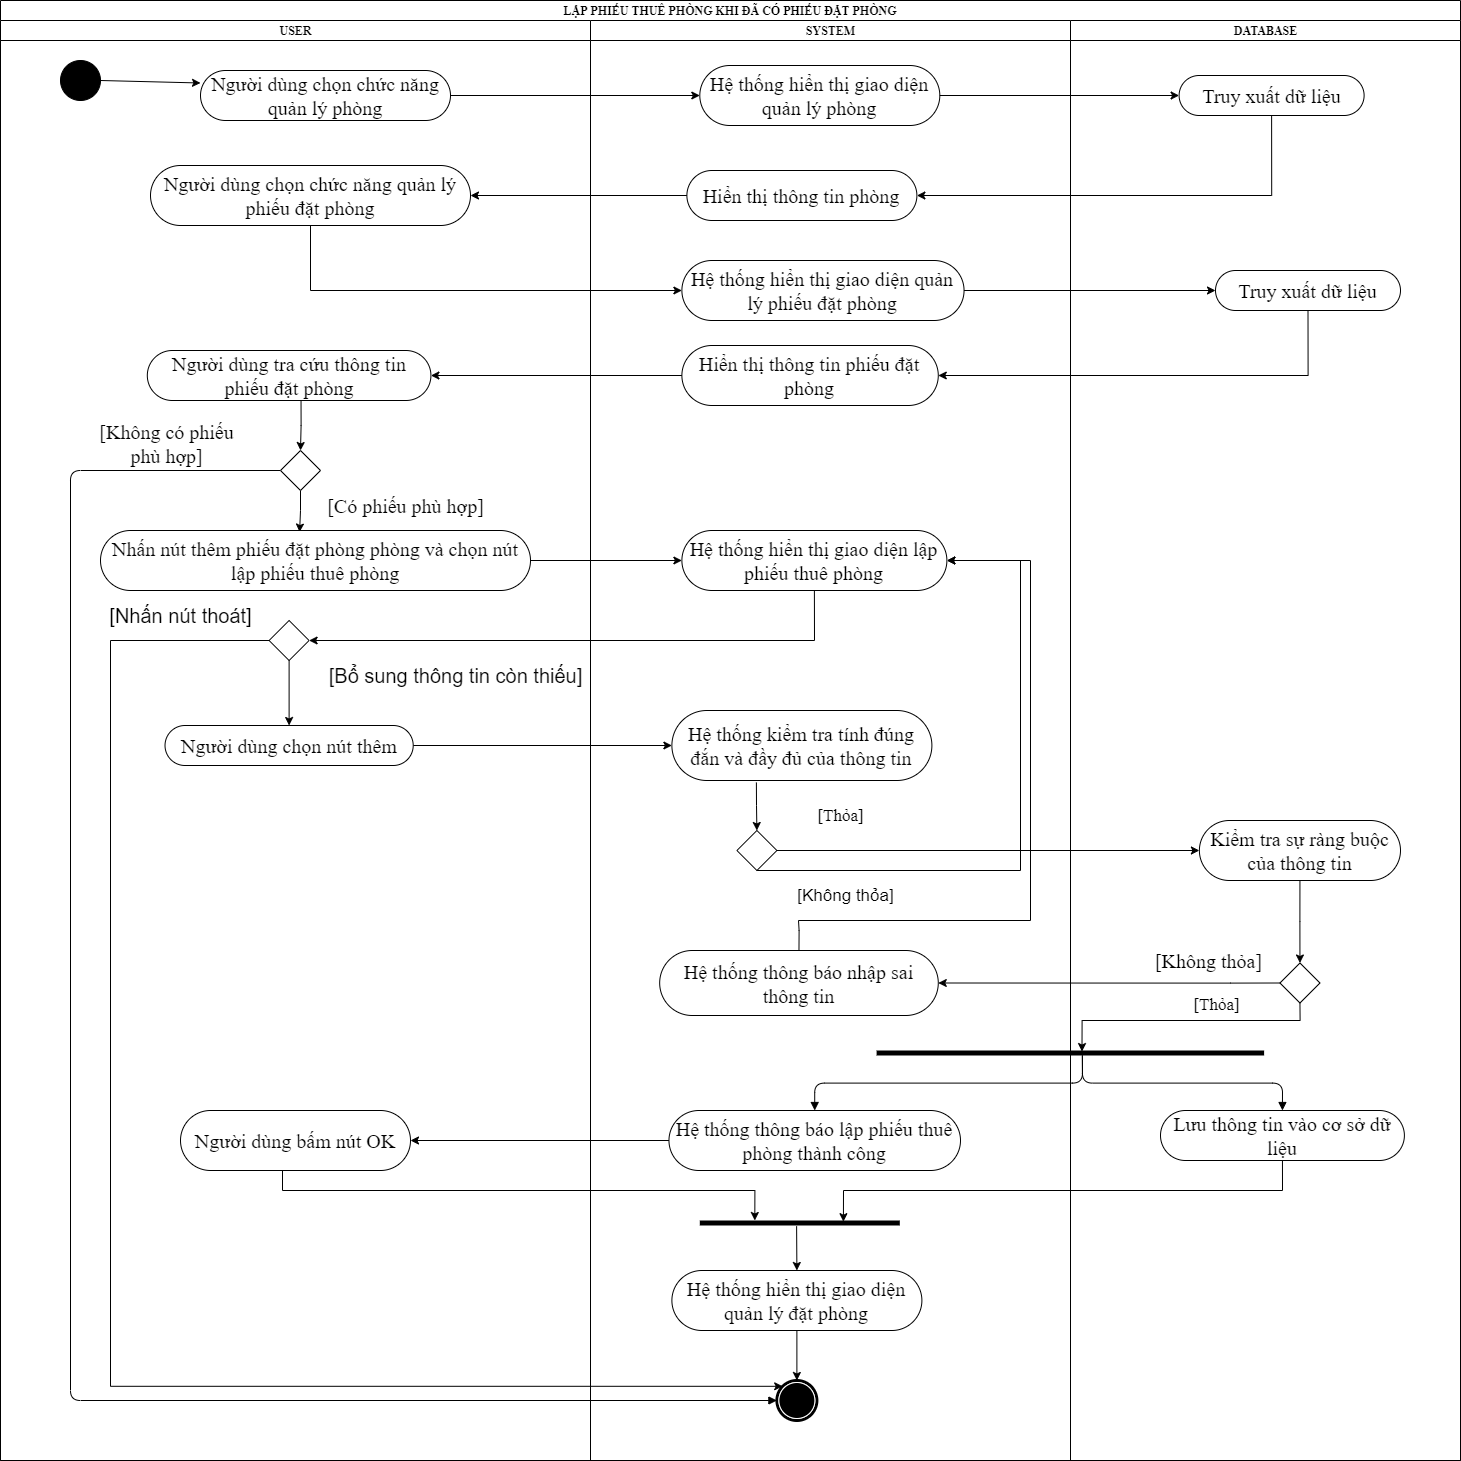 LẬP PHIẾU THUÊ PHÒNG KHI ĐÃ CÓ PHIẾU ĐẶT PHÒNG
USER
SYSTEM
DATABASE
Người dùng chọn chức năng
quản lý phòng
Hệ thống hiển thị giao diện
quản lý phòng
Truy xuất dữ liệu
Người dùng chọn chức năng quản lý
phiếu đặt phòng
Hiển thị thông tin phòng
Hệ thống hiển thị giao diện quản
lý phiếu đặt phòng
Truy xuất dữ liệu
Người dùng tra cứu thông tin
phiếu đặt phòng
Hiển thị thông tin phiếu đặt
phòng
[Không có phiếu
phù hợp]
[Có phiếu phù hợp]
Nhấn nút thêm phiếu đặt phòng phòng và chọn nút
lập phiếu thuê phòng
Hệ thống hiển thị giao diện lập
phiếu thuê phòng
[Nhấn nút thoát]
[Bổ sung thông tin còn thiếu]
Người dùng chọn nút thêm
Hệ thống kiểm tra tính đúng
đắn và đầy đủ của thông tin
[Thỏa]
Kiểm tra sự ràng buộc
của thông tin
[Không thỏa]
Hệ thống thông báo nhập sai
thông tin
[Không thỏa]
[Thỏa]
Người dùng bấm nút OK
Hệ thống thông báo lập phiếu thuê
phòng thành công
Lưu thông tin vào cơ sở dữ
liệu
Hệ thống hiển thị giao diện
quản lý đặt phòng